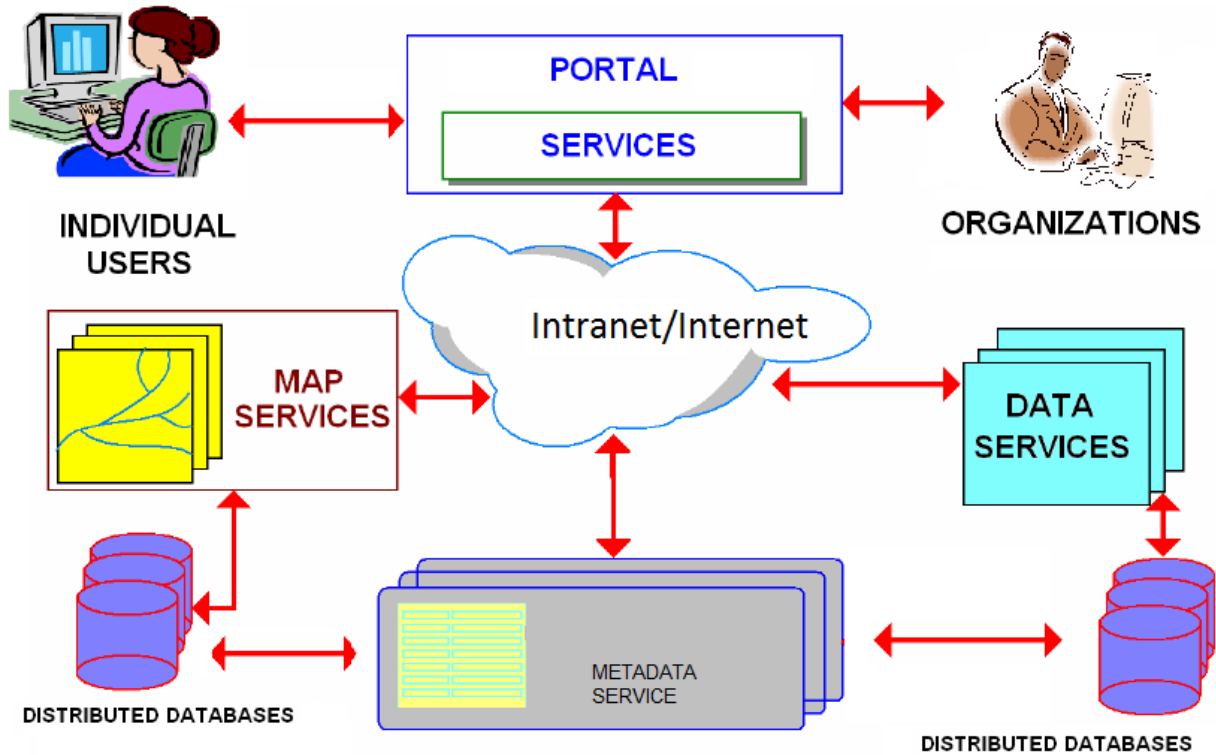 PORTAL
SERVICES
INDIVIDUAL
USERS
ORGANIZATIONS
Intranet/Internet
MAP
SERVICES
DATA
SERVICES
METADATA
SERVICE
DISTRIBUTED DATABASES
DISTRIBUTED DATABASES